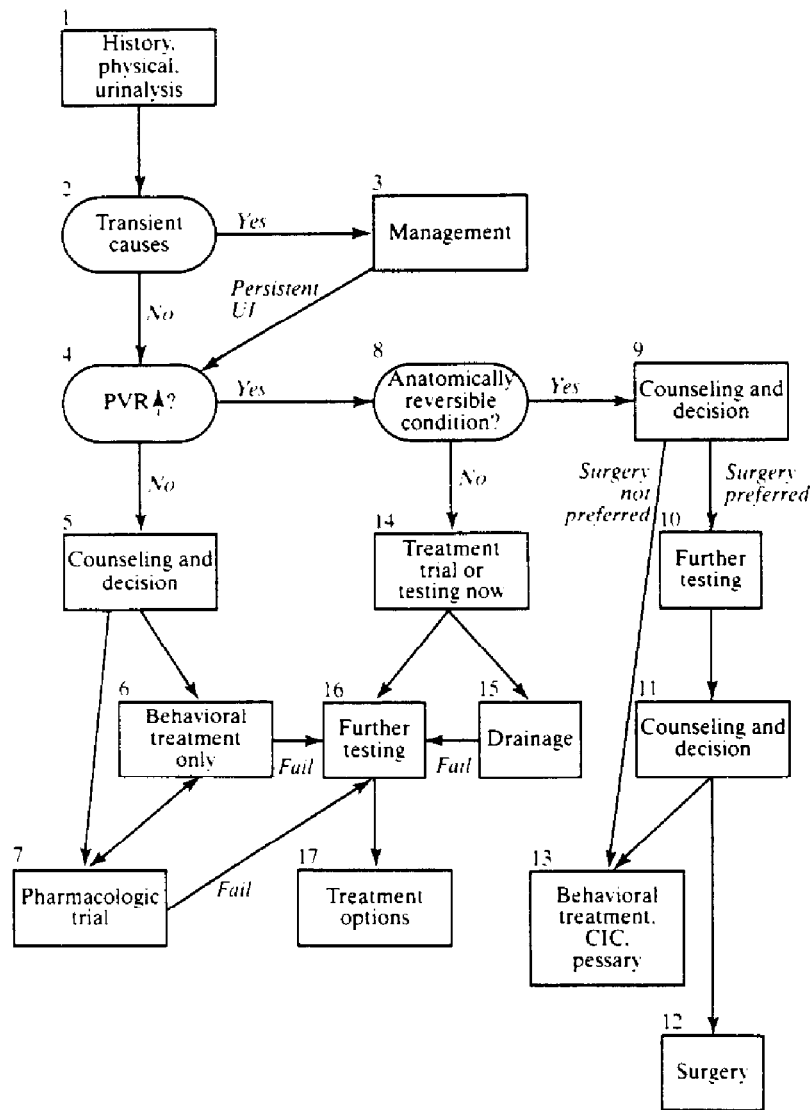 1
History,
physical,
urinalysis
2
Transient
causes
Yes
3
Management
No
Persistent
UI
4
PVR ↑?
Yes
8
Anatomically
reversible
condition?
Yes
9
Counseling and
decision
No
No
Surgery
not
preferred
Surgery
preferred
5
Counseling and
decision
14
Treatment
trial or
testing now
10
Further
testing
6
Behavioral
treatment
only
Fail
16
Further
testing
Fail
15
Drainage
11
Counseling and
decision
7
Pharmacologic
trial
Fail
17
Treatment
options
13
Behavioral
treatment,
CIC,
pessary
12
Surgery